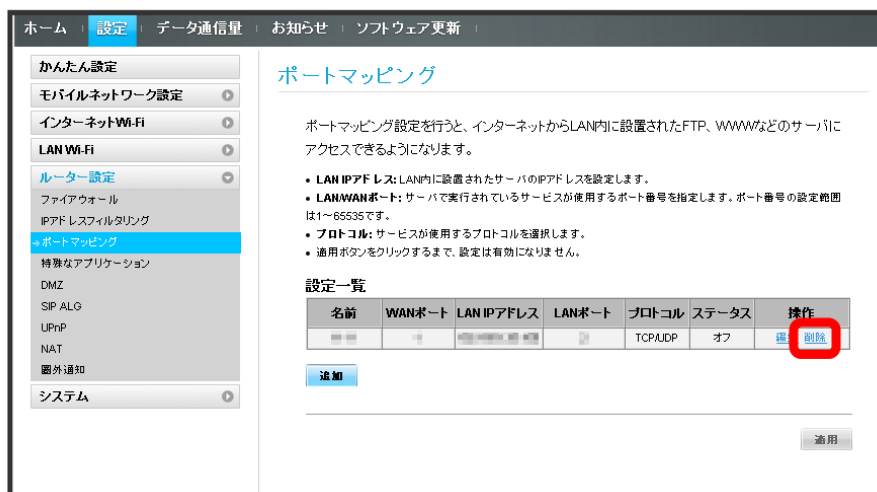 ホーム 設定 データ通信量 お知らせ ソフトウェア更新
かんたん設定
モバイルネットワーク設定
インターネットWi-Fi
LAN Wi-Fi
ルーター設定
ファイアウォール
IPアドレスフィルタリング
ポートマッピング
特殊なアプリケーション
DMZ
SIP ALG
UPnP
NAT
圏外通知
システム
ポートマッピング
ポートマッピング設定を行うと、インターネットからLAN内に設置されたFTP、WWWなどのサーバに
アクセスできるようになります。
• LAN IPアドレス: LAN内に設置されたサーバのIPアドレスを設定します。
• LAN/WANポート: サーバで実行されているサービスが使用するポート番号を指定します。ポート番号の設定範囲
は1～65535です。
• プロトコル: サービスが使用するプロトコルを選択します。
• 適用ボタンをクリックするまで、設定は有効になりません。
設定一覧
名前 WANポート LAN IPアドレス LANポート プロトコル ステータス 操作
TCP/UDP オフ 削除
追加
適用